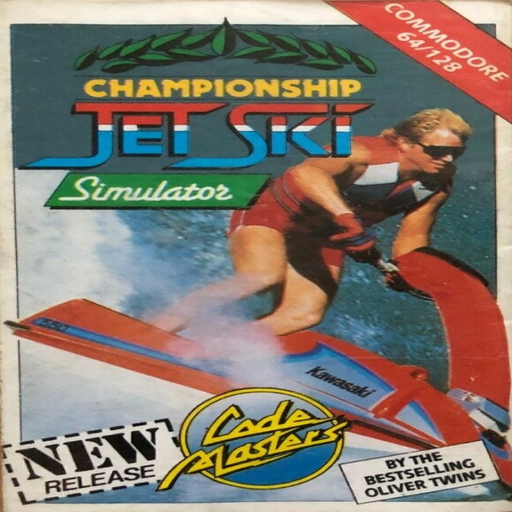 COMMODORE
64/128
CHAMPIONSHIP
JET SKI
Simulator
Kawasaki
NEW
RELEASE
Code
Masters
BY THE
BESTSELLING
OLIVER TWINS